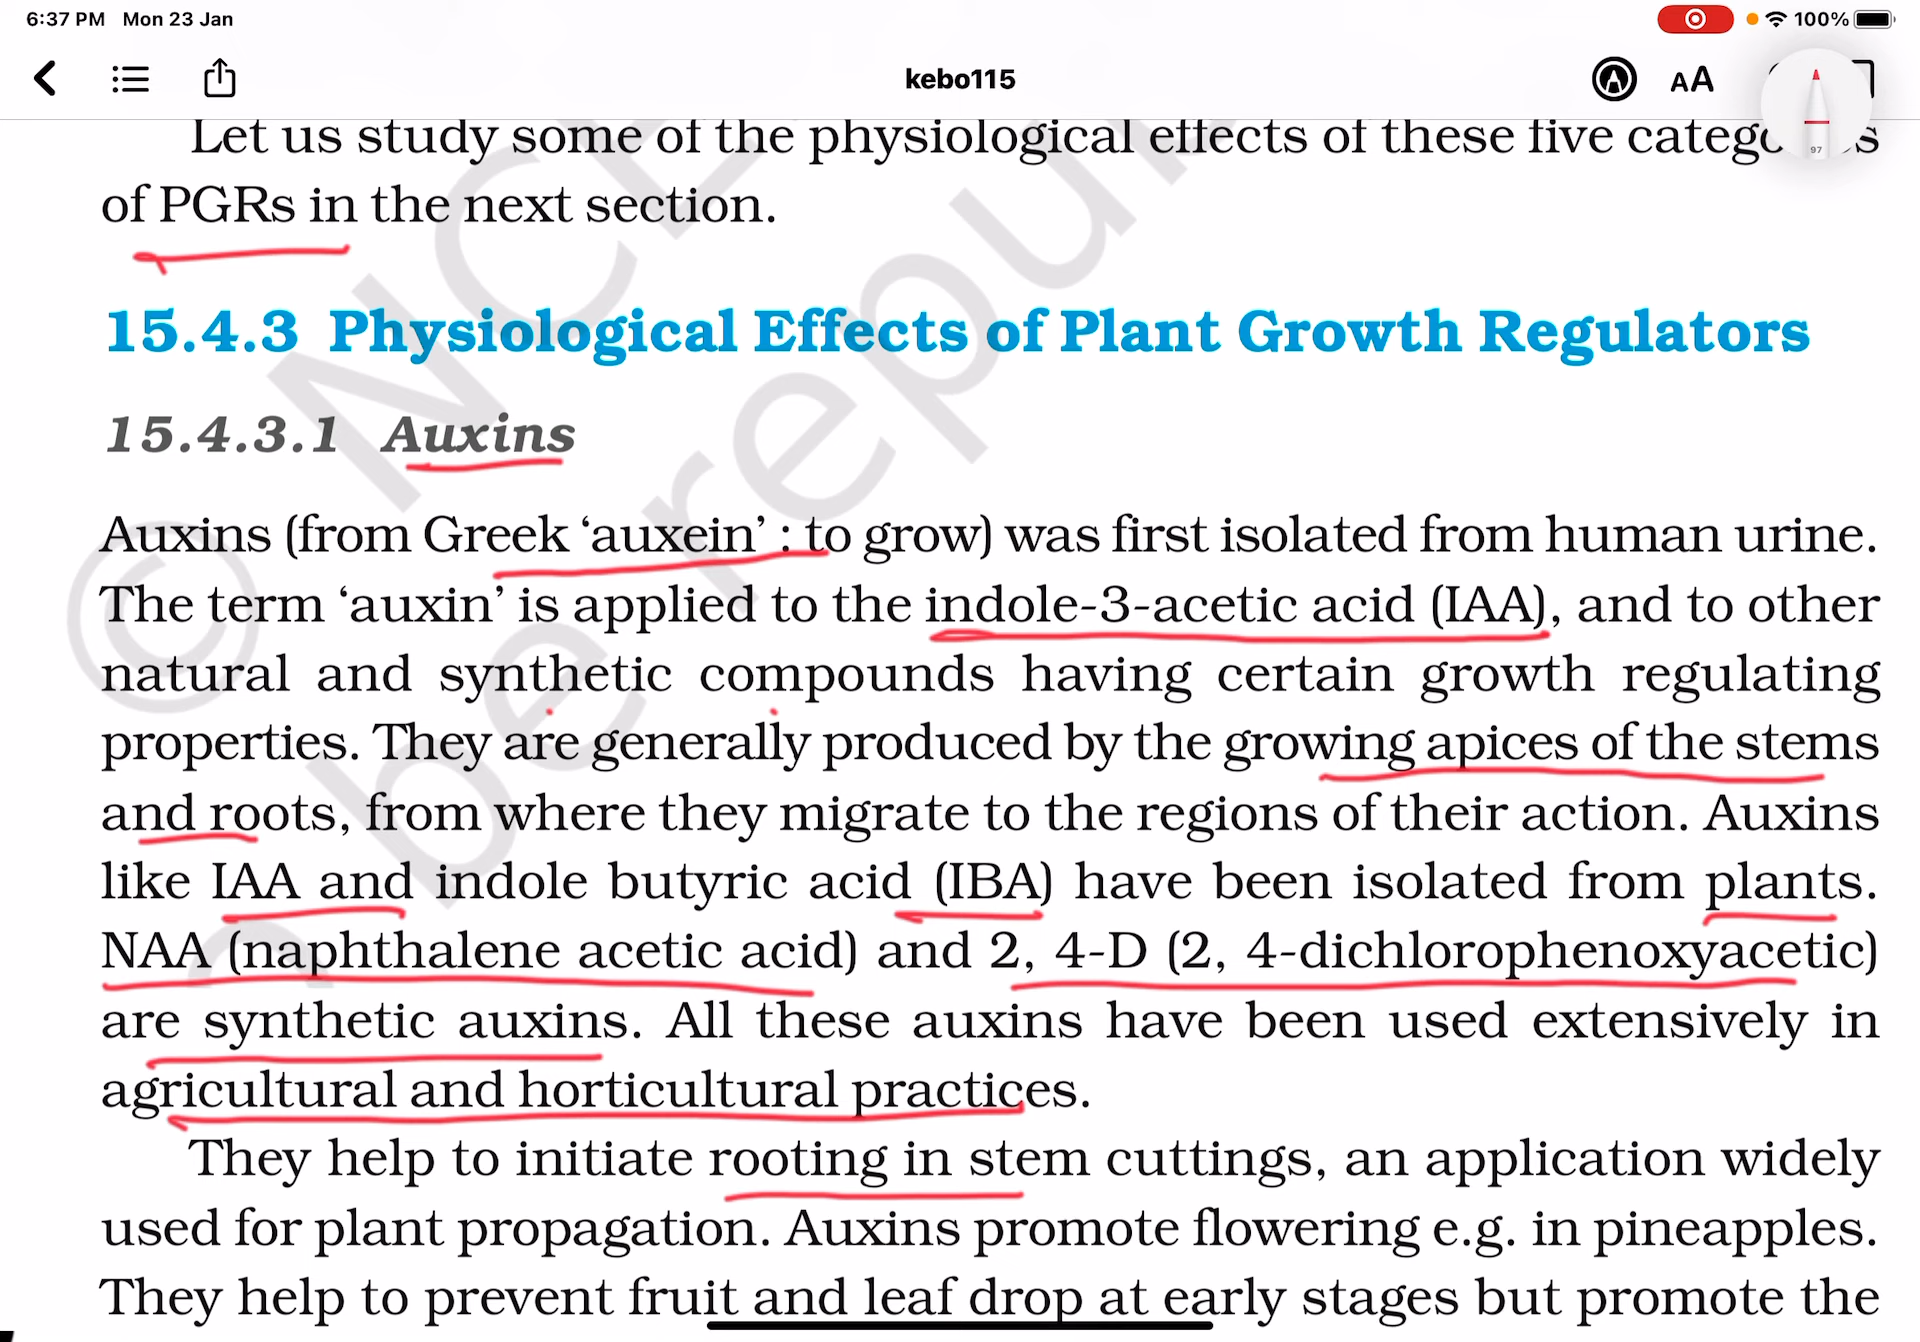 6:37 PM Mon 23 Jan
100%
kebo115
AA
97
Let us study some of the physiological effects of these five
of PGRs in the next section.
15.4.3 Physiological Effects of Plant Growth Regulators
15.4.3.1 Auxins
Auxins (from Greek ‘auxein’ : to grow) was first isolated from human urine.
The term ‘auxin’ is applied to the indole-3-acetic acid (IAA), and to other
natural and synthetic compounds having certain growth regulating
properties. They are generally produced by the growing apices of the stems
and roots, from where they migrate to the regions of their action. Auxins
like IAA and indole butyric acid (IBA) have been isolated from plants.
NAA (naphthalene acetic acid) and 2, 4-D (2, 4-dichlorophenoxyacetic)
are synthetic auxins. All these auxins have been used extensively in
agricultural and horticultural practices.
They help to initiate rooting in stem cuttings, an application widely
used for plant propagation. Auxins promote flowering e.g. in pineapples.
They help to prevent fruit and leaf drop at early stages but promote the
© NCE
be repu